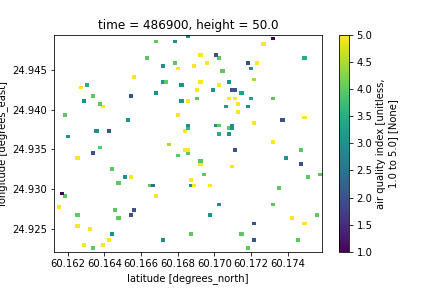 time = 486900, height = 50.0
24.945
24.940
24.935
24.930
24.925
longitude [degrees_east]
60.162 60.164 60.166 60.168 60.170 60.172 60.174
latitude [degrees_north]
5.0
4.5
4.0
3.5
3.0
2.5
2.0
1.5
1.0
air quality index [unitless,
1.0 to 5.0] [None]